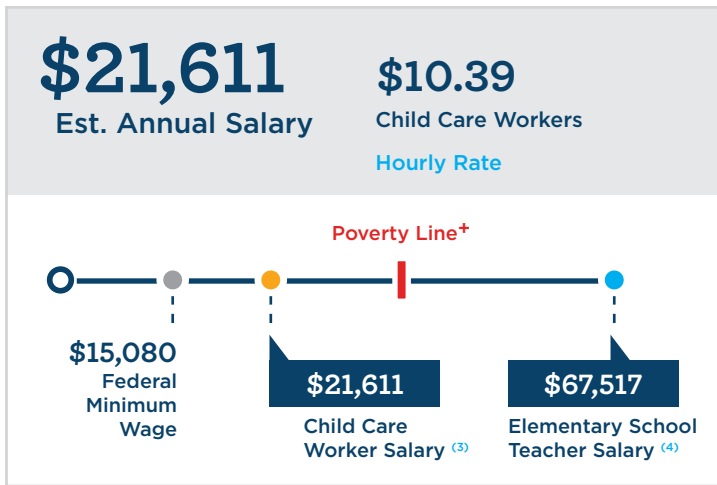 $21,611
Est. Annual Salary
$10.39
Child Care Workers
Hourly Rate
Poverty Line+
$15,080
Federal
Minimum
Wage
$21,611
Child Care
Worker Salary (3)
$67,517
Elementary School
Teacher Salary (4)